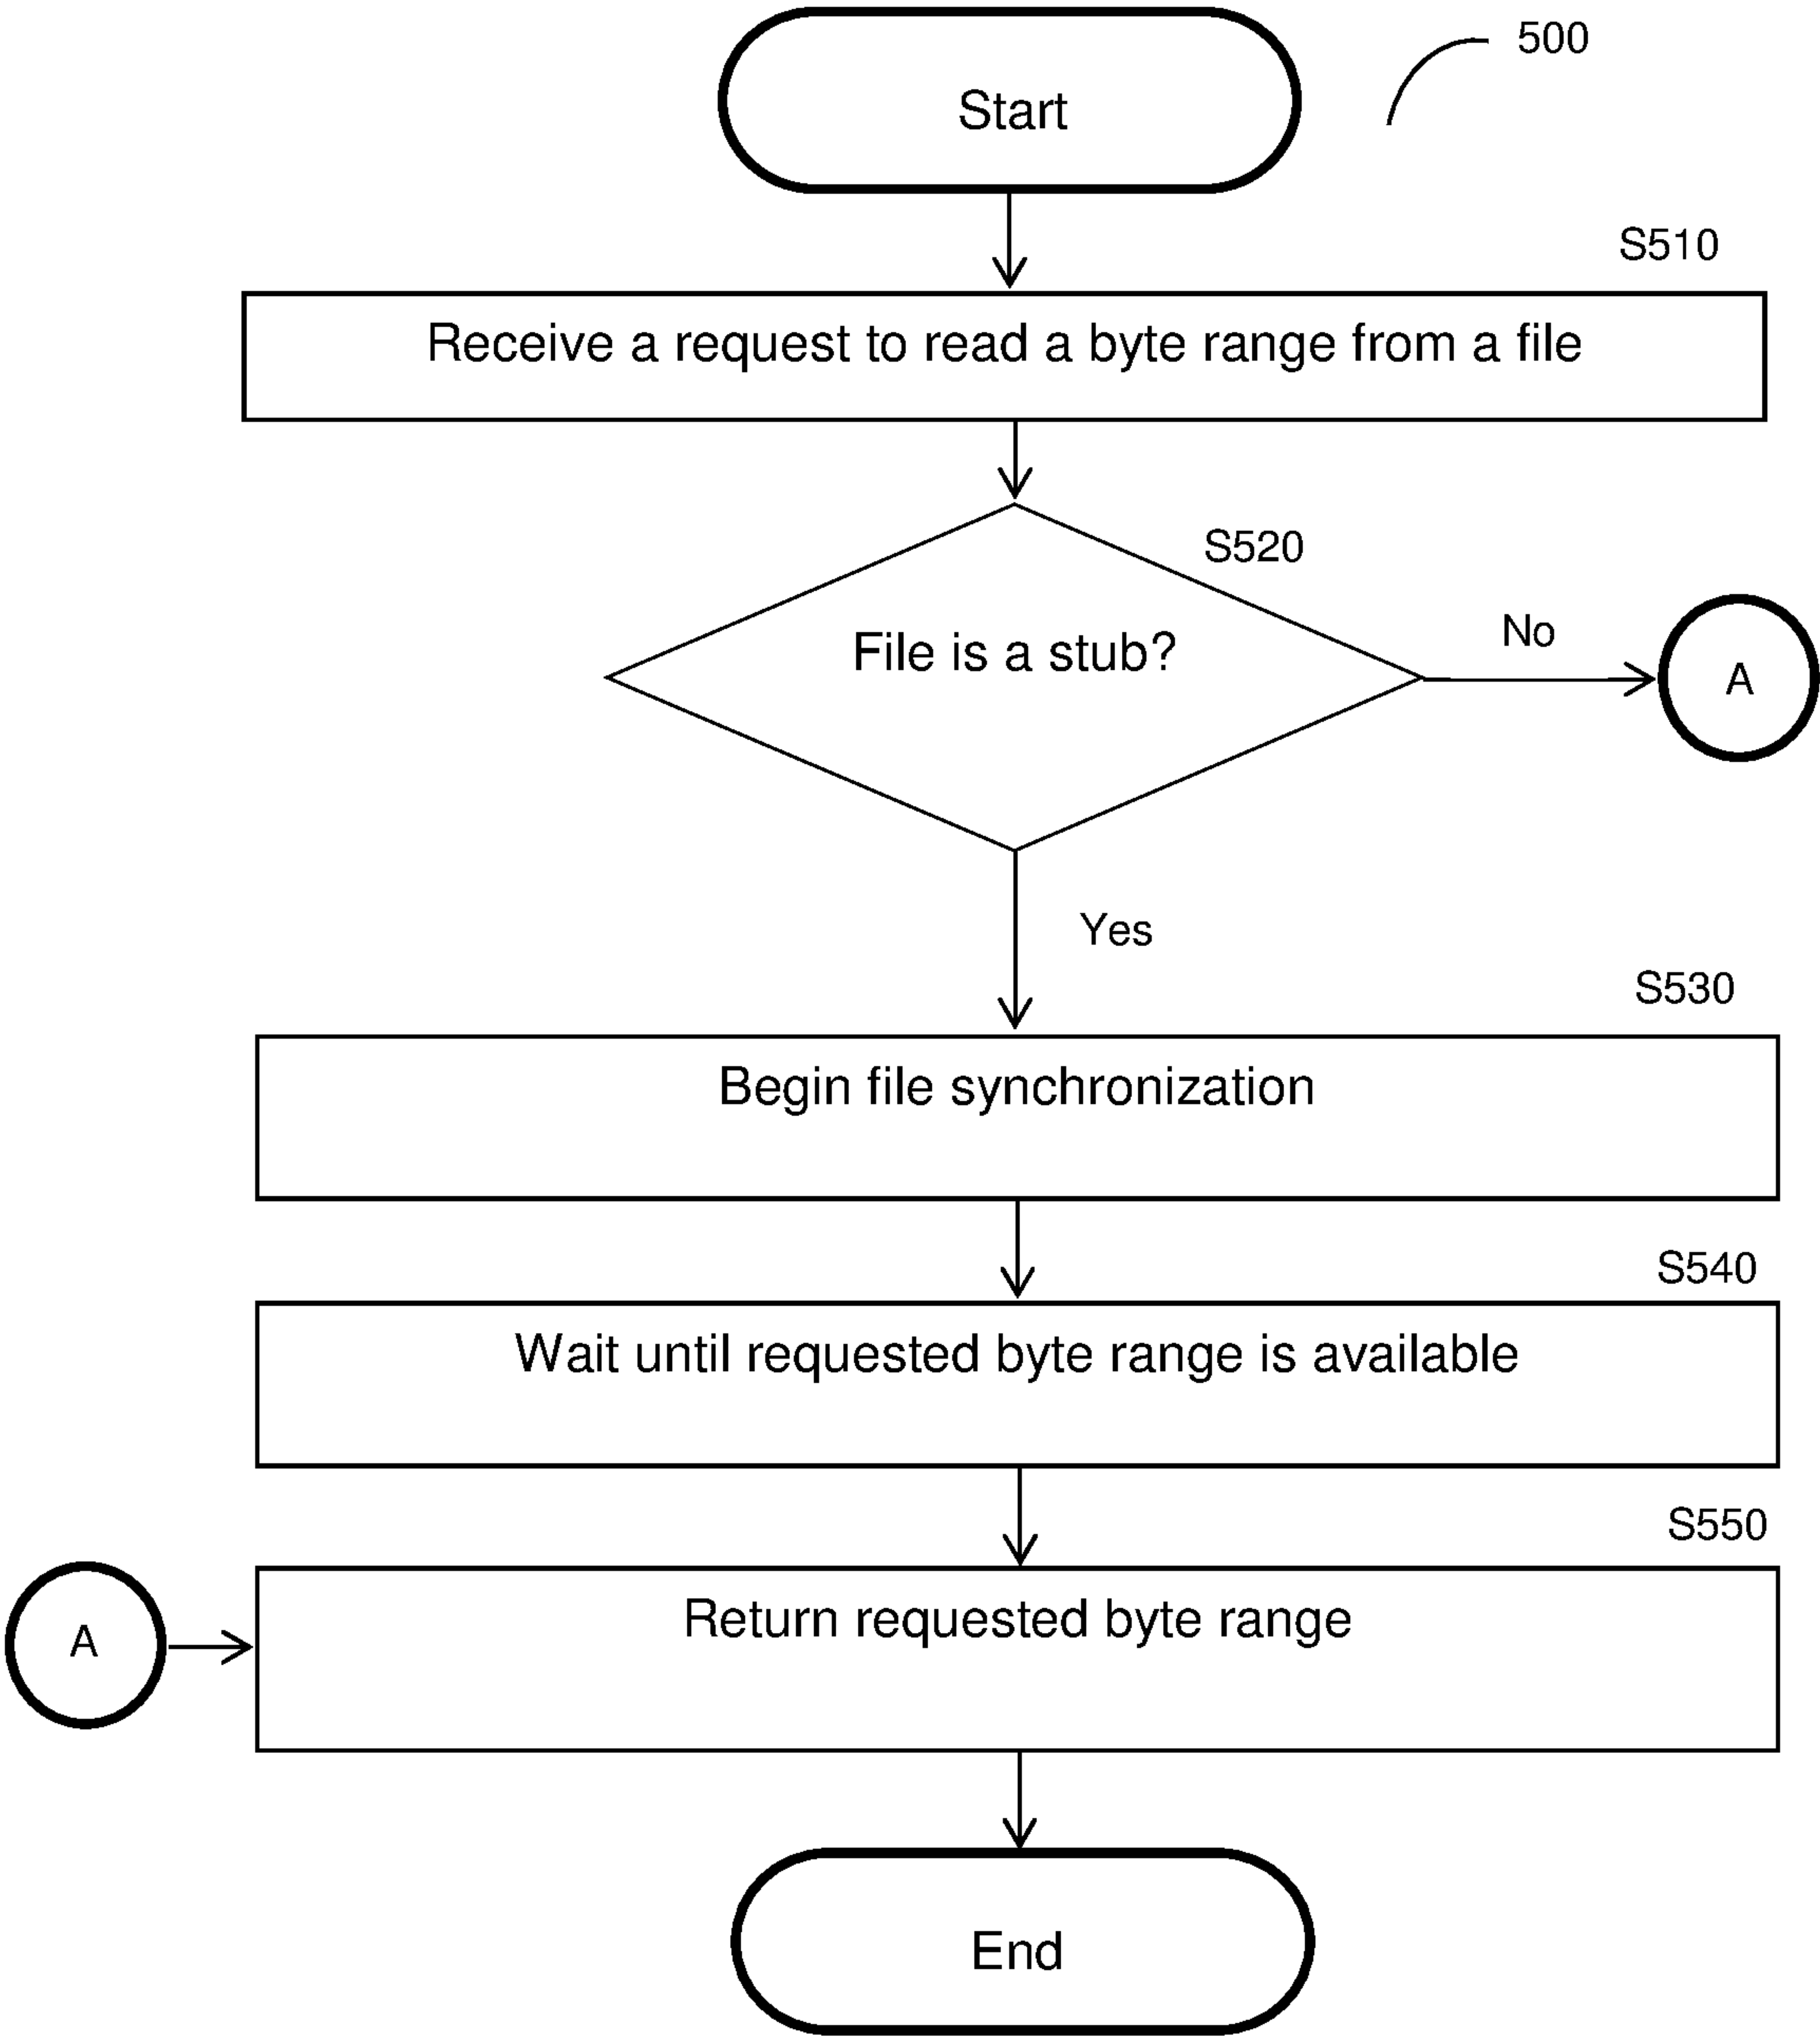 Start
500
S510
Receive a request to read a byte range from a file
S520
File is a stub?
No
A
Yes
S530
Begin file synchronization
S540
Wait until requested byte range is available
S550
Return requested byte range
A
End